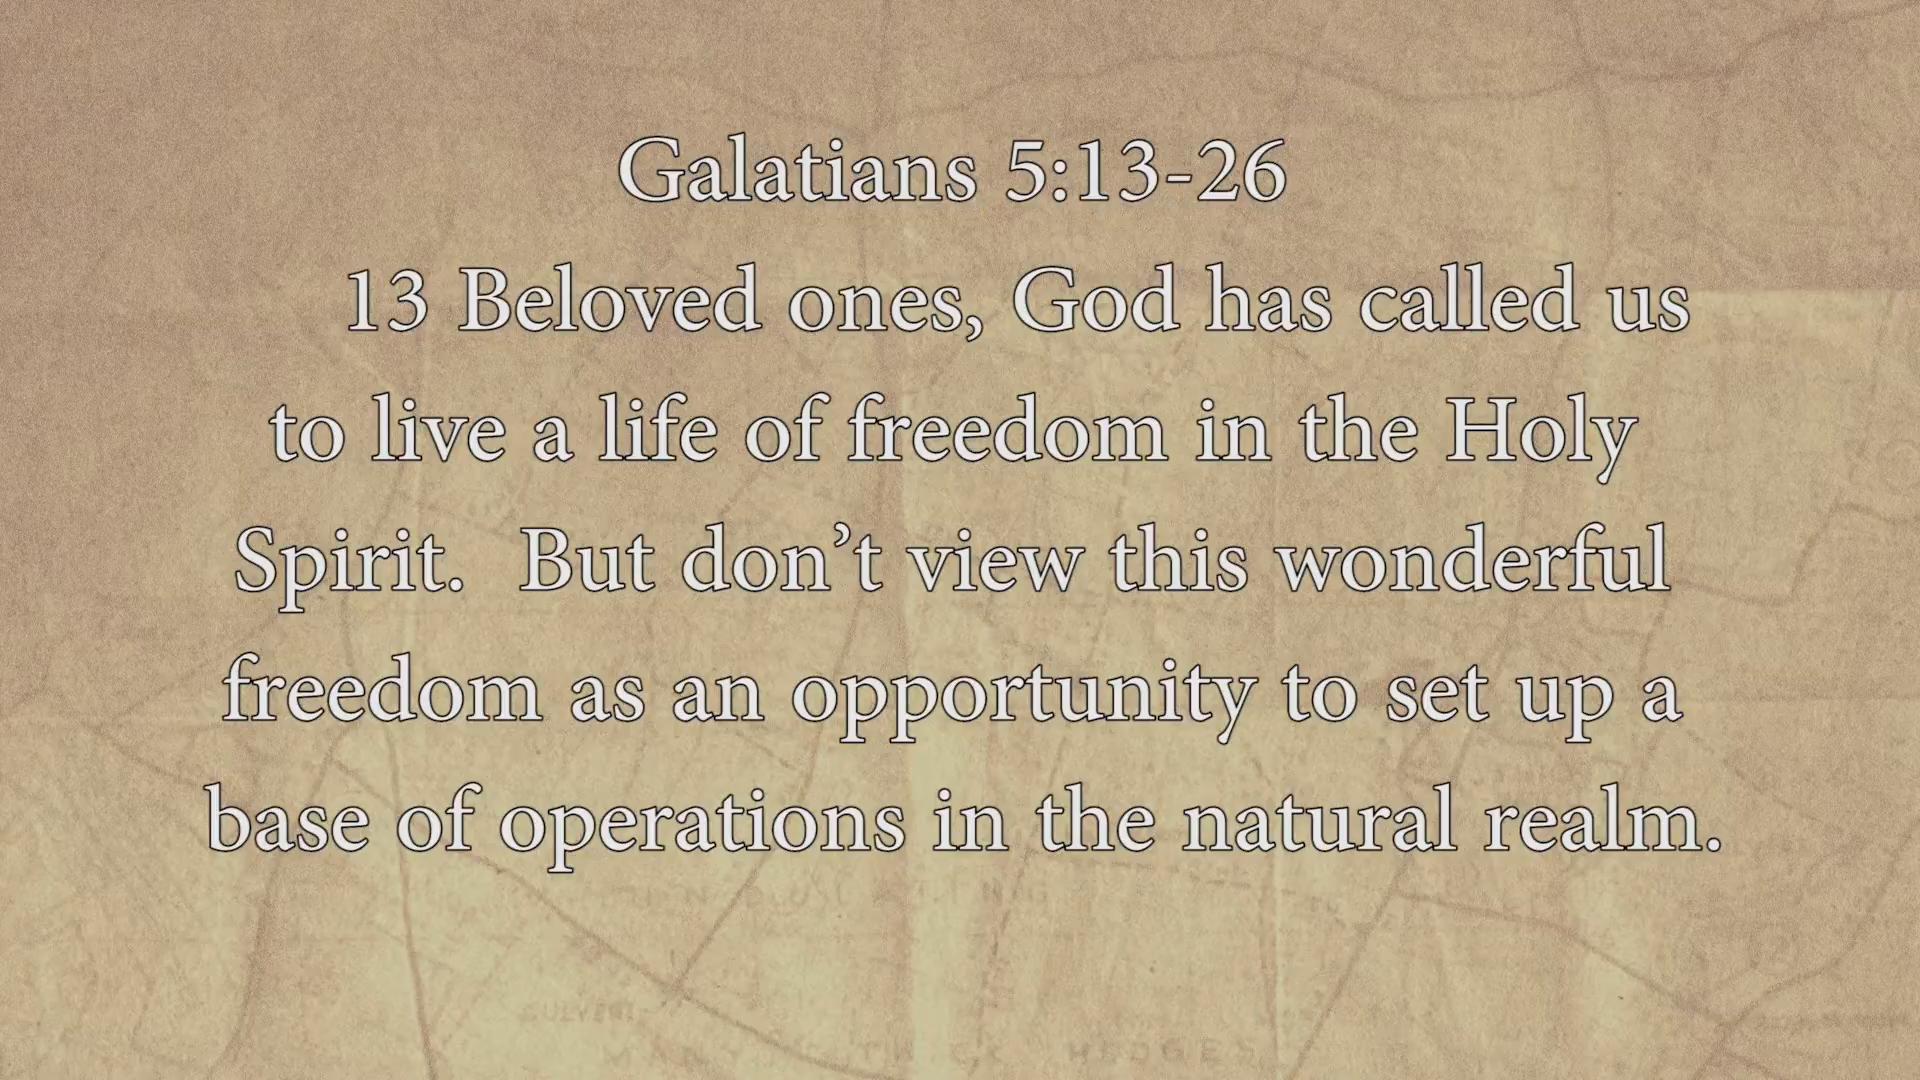 Galatians 5:13-26
13 Beloved ones, God has called us
to live a life of freedom in the Holy
Spirit.  But don’t view this wonderful
freedom as an opportunity to set up a
base of operations in the natural realm.
HEDGES